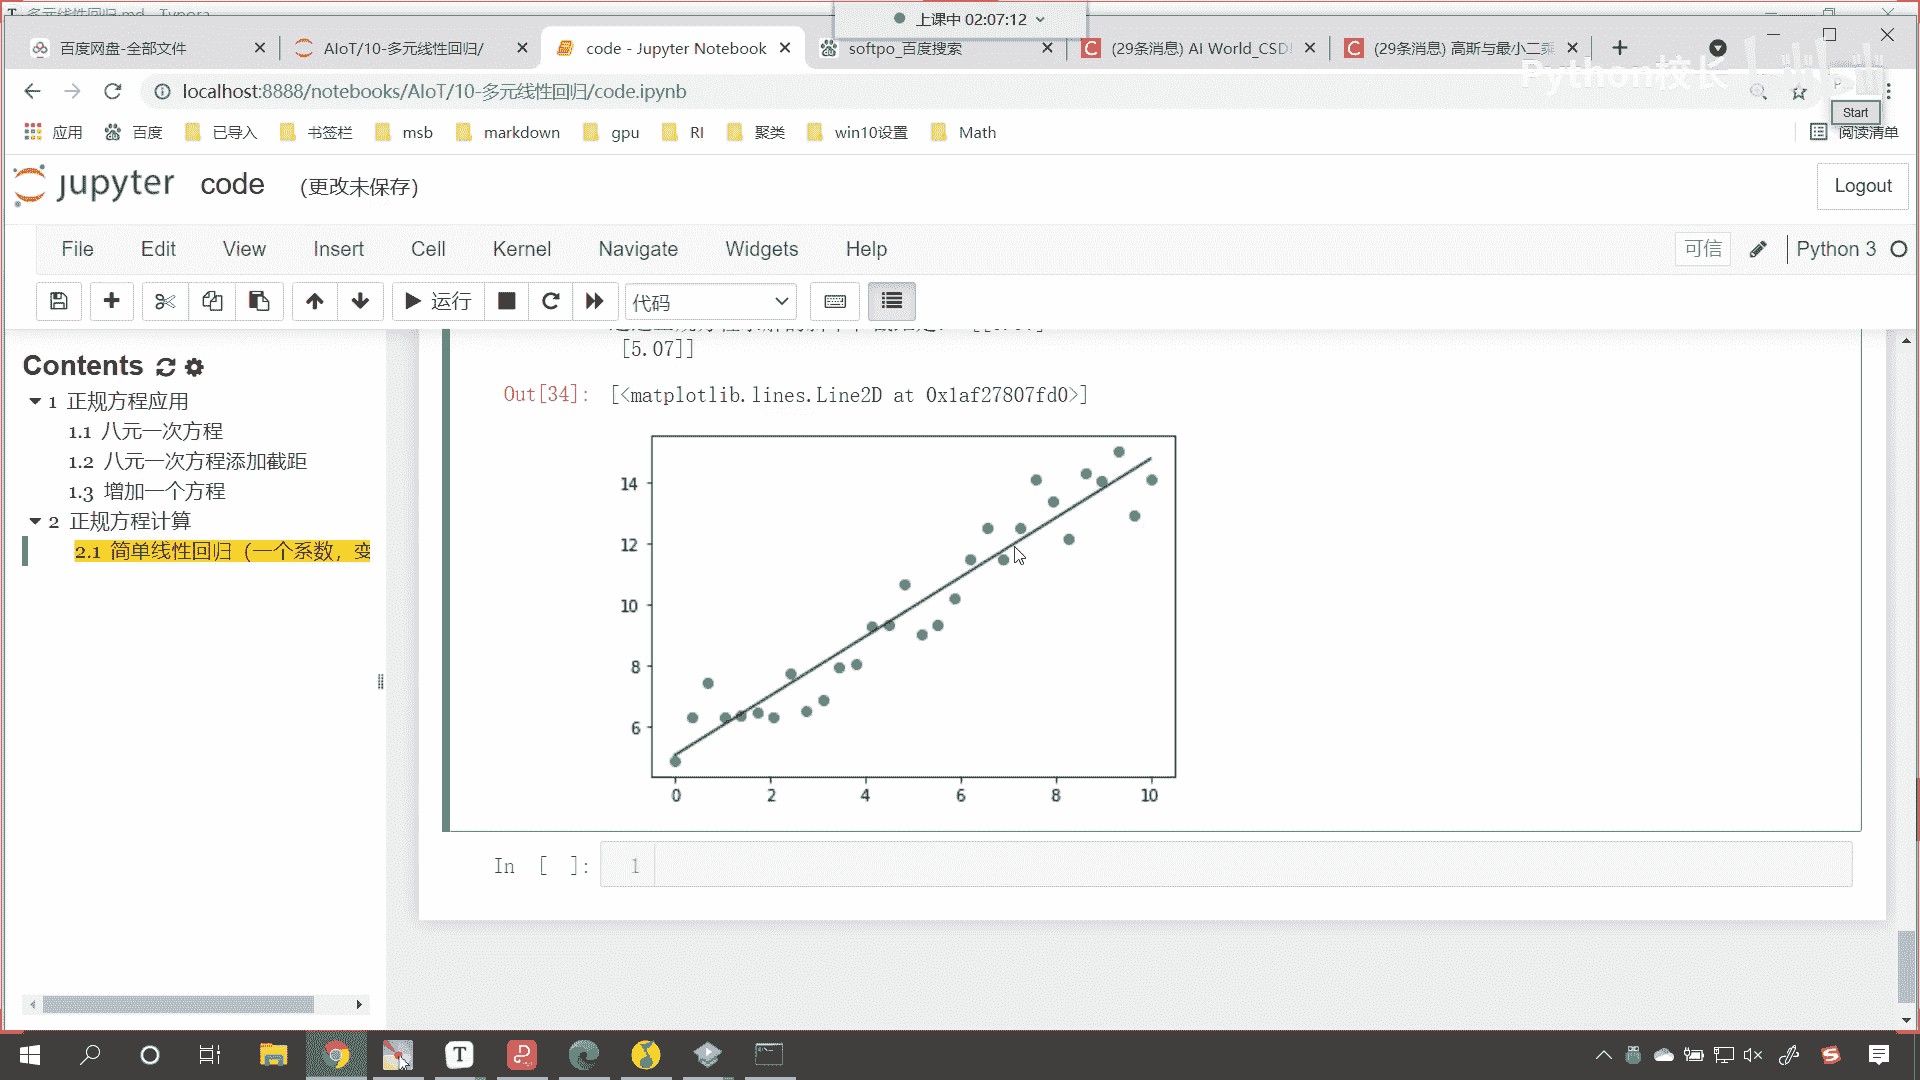 上课中 02:07:12
百度网盘-全部文件
AIoT/10-多元线性回归/
code - Jupyter Notebook
softpo_百度搜索
(29条消息) AI World_CSD
(29条消息) 高斯与最小二乘
Python校长
localhost:8888/notebooks/AIoT/10-多元线性回归/code.ipynb
Start
应用
百度
已导入
书签栏
msb
markdown
gpu
RI
聚类
win10设置
Math
阅读清单
jupyter code (更改未保存)
Logout
File Edit View Insert Cell Kernel Navigate Widgets Help
可信
Python 3
运行
代码
Contents
1 正规方程应用
1.1 八元一次方程
1.2 八元一次方程添加截距
1.3 增加一个方程
2 正规方程计算
2.1 简单线性回归（一个系数，变
[5.07]]
Out[34]: [<matplotlib.lines.Line2D at 0x1af27807fd0>]
14
12
10
8
6
0 2 4 6 8 10
In [ ]: 1